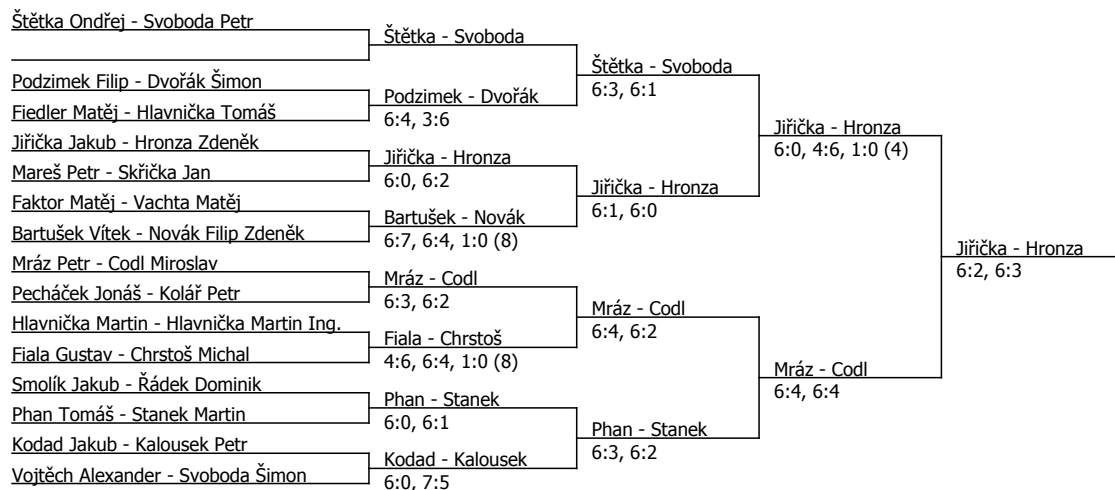 Štětka Ondřej - Svoboda Petr
Štětka - Svoboda
Štětka - Svoboda
6:3, 6:1
Podzimek Filip - Dvořák Šimon
Podzimek - Dvořák
6:4, 3:6
Fiedler Matěj - Hlavnička Tomáš
Jiřička - Hronza
6:0, 4:6, 1:0 (4)
Jiřička Jakub - Hronza Zdeněk
Jiřička - Hronza
6:0, 6:2
Mareš Petr - Skřička Jan
Jiřička - Hronza
6:1, 6:0
Faktor Matěj - Vachta Matěj
Bartušek - Novák
6:7, 6:4, 1:0 (8)
Bartušek Vítek - Novák Filip Zdeněk
Jiřička - Hronza
6:2, 6:3
Mráz Petr - Codl Miroslav
Mráz - Codl
6:3, 6:2
Pecháček Jonáš - Kolář Petr
Mráz - Codl
6:4, 6:2
Hlavnička Martin - Hlavnička Martin Ing.
Fiala - Chrstoš
4:6, 6:4, 1:0 (8)
Fiala Gustav - Chrstoš Michal
Mráz - Codl
6:4, 6:4
Smolík Jakub - Řádek Dominik
Phan - Stanek
6:0, 6:1
Phan Tomáš - Stanek Martin
Phan - Stanek
6:3, 6:2
Kodad Jakub - Kalousek Petr
Kodad - Kalousek
6:0, 7:5
Vojtěch Alexander - Svoboda Šimon